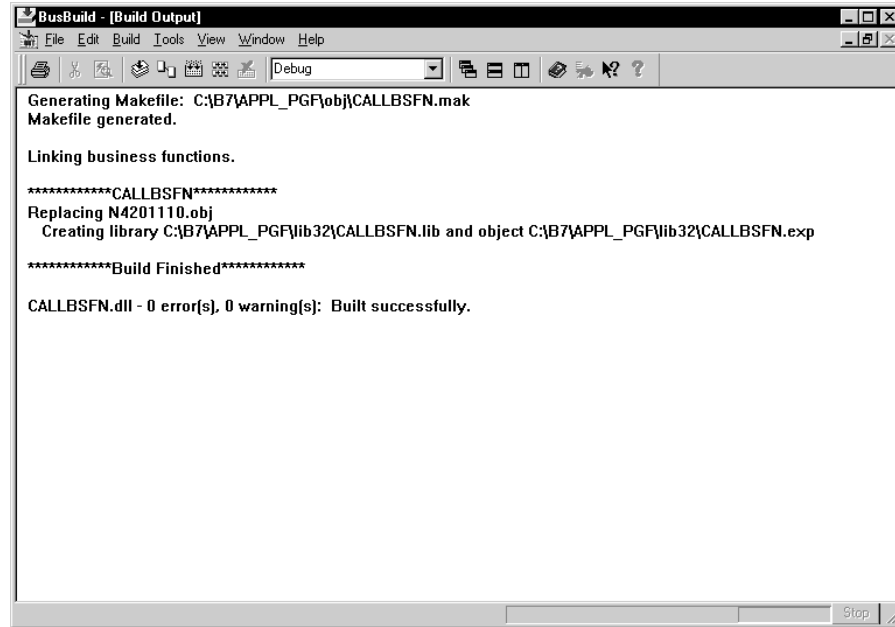 BusBuild - [Build Output]
File Edit Build Tools View Window Help
Debug
Generating Makefile: C:\B7\APPL_PGF\obj\CALLBSFN.mak
Makefile generated.
Linking business functions.
************CALLBSFN************
Replacing N4201110.obj
Creating library C:\B7\APPL_PGF\lib32\CALLBSFN.lib and object C:\B7\APPL_PGF\lib32\CALLBSFN.exp
************Build Finished************
CALLBSFN.dll - 0 error(s), 0 warning(s): Built successfully.
Stop